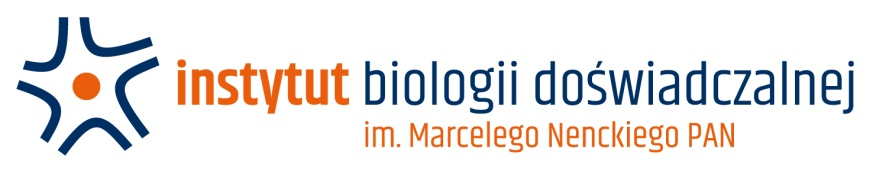 instytut biologii doświadczalnej
im. Marcelego Nenckiego PAN